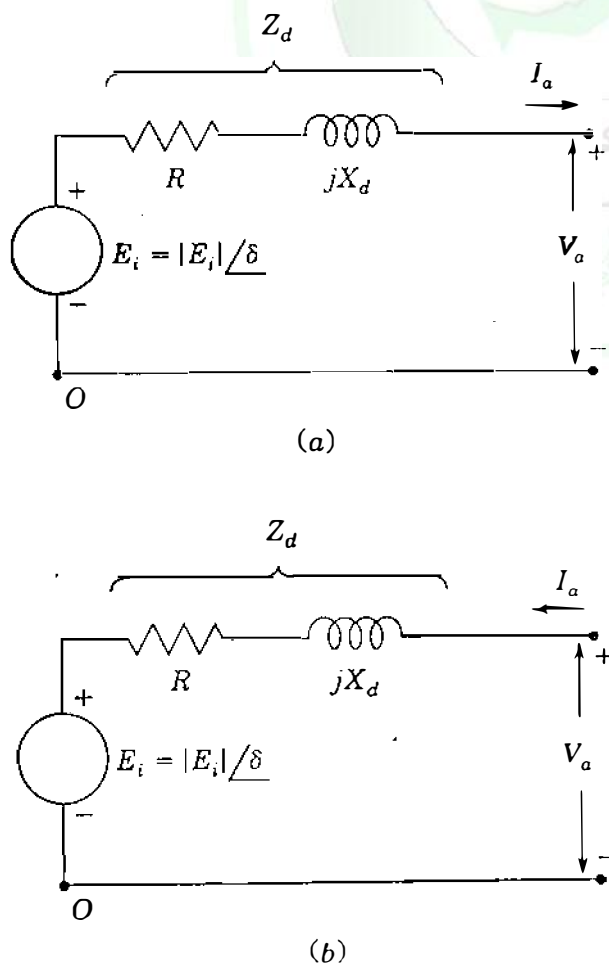 Z_d
I_a
R
jX_d
+
+
E_i = |E_i|/δ
V_a
−
−
O
(a)
Z_d
I_a
R
jX_d
+
+
E_i = |E_i|/δ
V_a
−
−
O
(b)